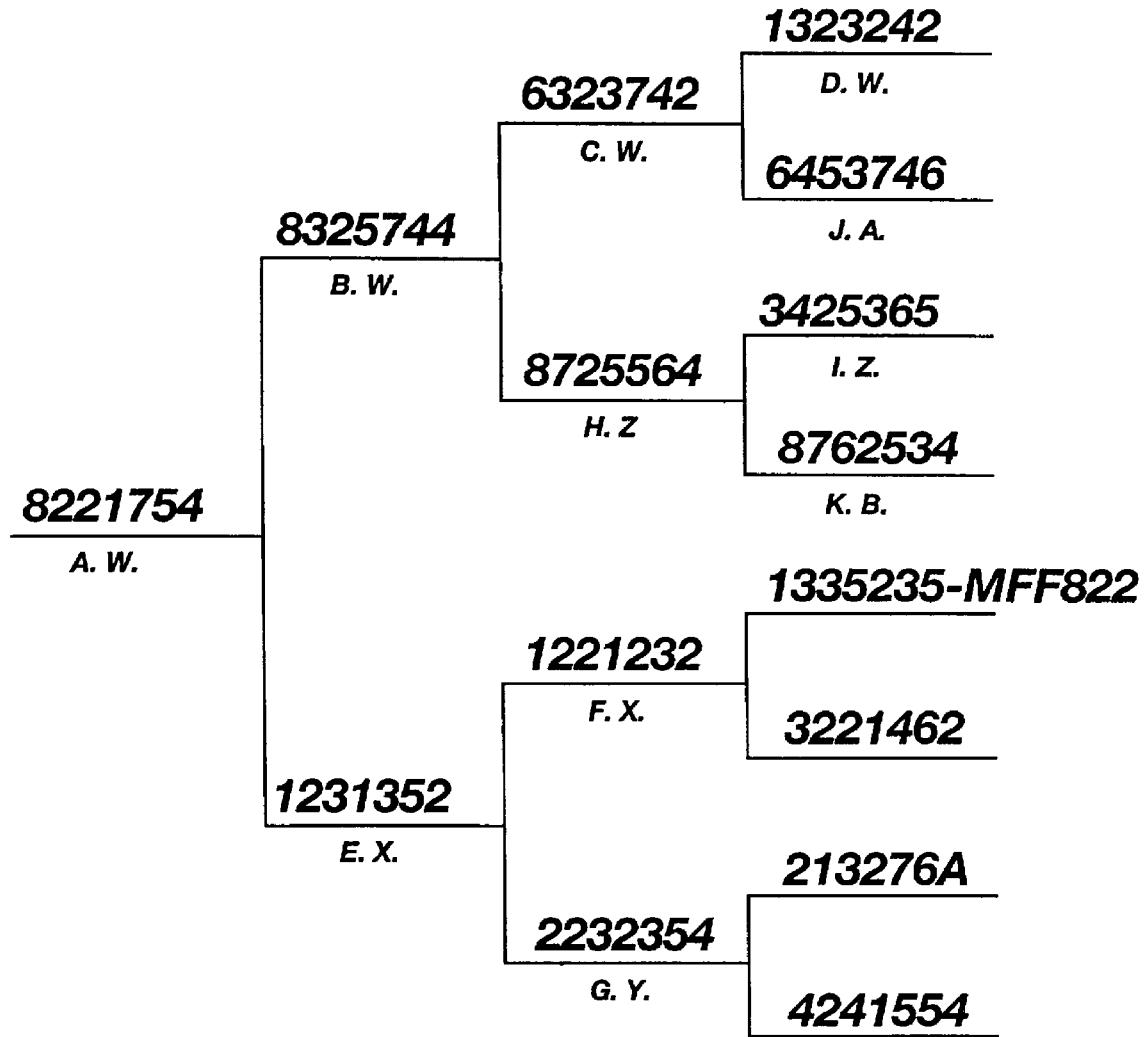 1323242
D. W.
6323742
C. W.
6453746
J. A.
8325744
B. W.
3425365
I. Z.
8725564
H. Z
8762534
K. B.
8221754
A. W.
1335235-MFF822
1221232
F. X.
3221462
1231352
E. X.
213276A
2232354
G. Y.
4241554